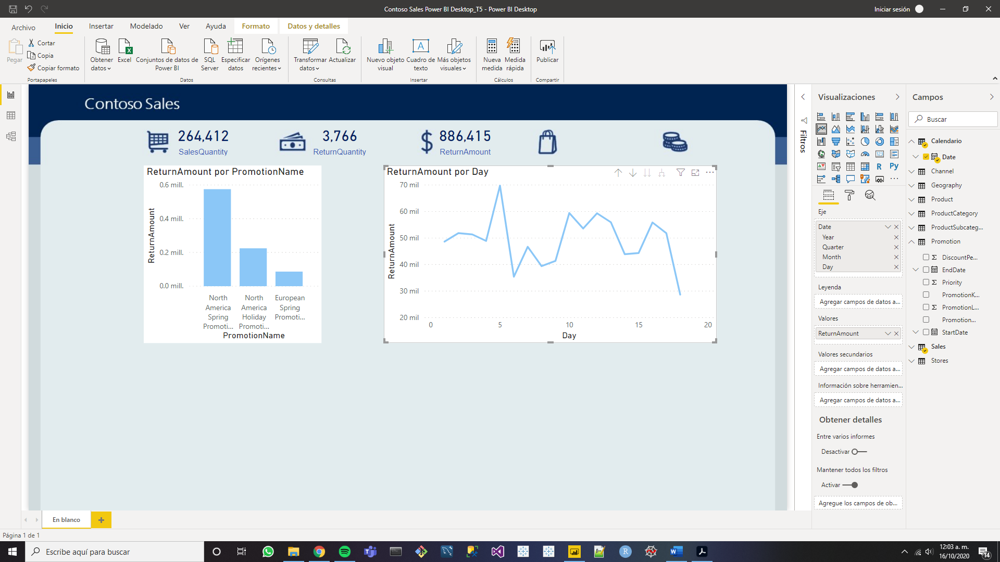 Contoso Sales Power BI Desktop_T5 - Power BI Desktop
Iniciar sesión
Archivo
Inicio
Insertar
Modelado
Ver
Ayuda
Formato
Datos y detalles
Pegar
Cortar
Copia
Copiar formato
Portapapeles
Obtener datos
Excel
Conjuntos de datos de Power BI
SQL Server
Especificar datos
Orígenes recientes
Datos
Transformar datos
Actualizar
Consultas
Nuevo objeto visual
Cuadro de texto
Más objetos visuales
Insertar
Nueva medida
Medida rápida
Cálculos
Publicar
Compartir
Contoso Sales
264,412
SalesQuantity
3,766
ReturnQuantity
886,415
ReturnAmount
ReturnAmount por PromotionName
ReturnAmount
0.6 mill.
0.4 mill.
0.2 mill.
0.0 mill.
North America Spring Promoti...
North America Holiday Promoti...
European Spring Promoti...
PromotionName
ReturnAmount por Day
ReturnAmount
70 mil
60 mil
50 mil
40 mil
30 mil
20 mil
0
5
10
15
20
Day
Filtros
Visualizaciones
R
Py
123
Eje
Date
Year
Quarter
Month
Day
Leyenda
Agregar campos de datos a...
Valores
ReturnAmount
Valores secundarios
Agregar campos de datos a...
Información sobre herramien...
Agregar campos de datos a...
Obtener detalles
Entre varios informes
Desactivar
Mantener todos los filtros
Activar
Agregue los campos de ob...
Campos
Buscar
Calendario
Date
Channel
Geography
Product
ProductCategory
ProductSubcateg...
Promotion
Σ DiscountPe...
EndDate
Σ Priority
PromotionK...
Σ PromotionL...
Promotion...
StartDate
Sales
Stores
En blanco
Página 1 de 1
Escribe aquí para buscar
12:03 a. m.
16/10/2020
14